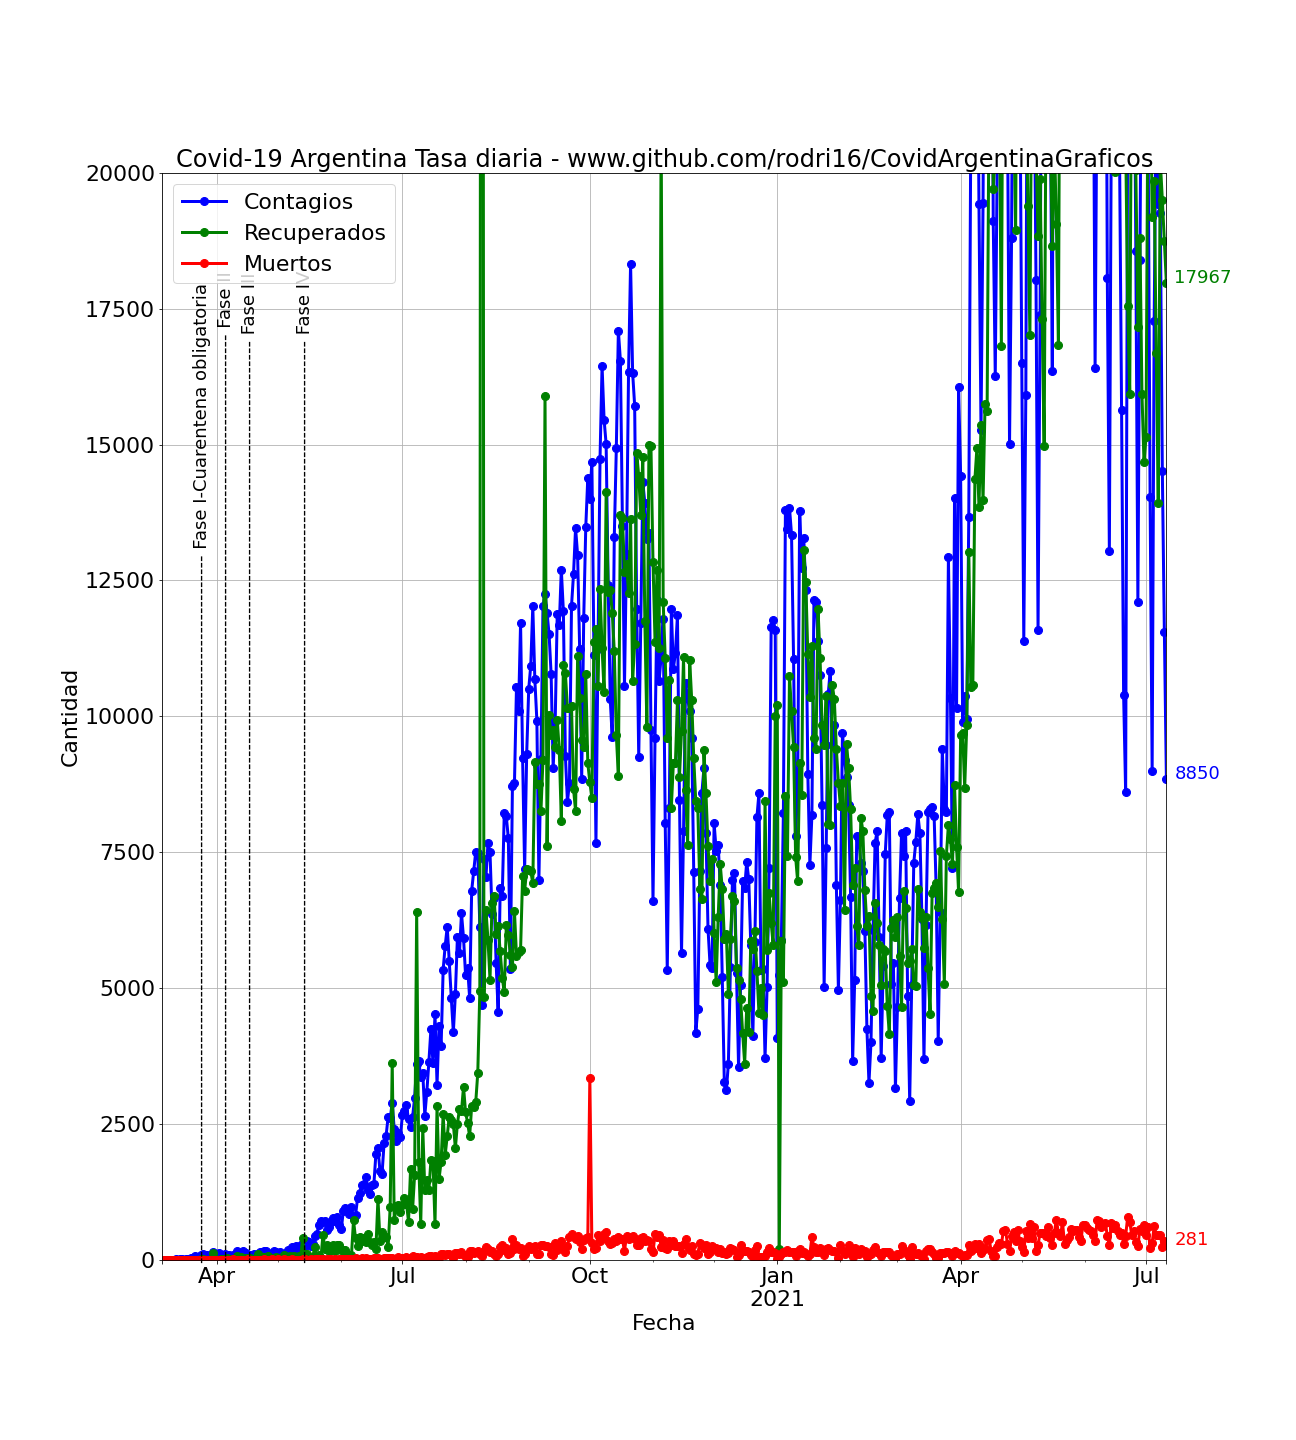 Covid-19 Argentina Tasa diaria - www.github.com/rodri16/CovidArgentinaGraficos
20000
17500
15000
12500
10000
7500
5000
2500
0
Cantidad
Contagios
Recuperados
Muertos
Fase I-Cuarentena obligatoria
Fase II
Fase III
Fase IV
17967
8850
281
Apr
Jul
Oct
Jan
2021
Apr
Jul
Fecha